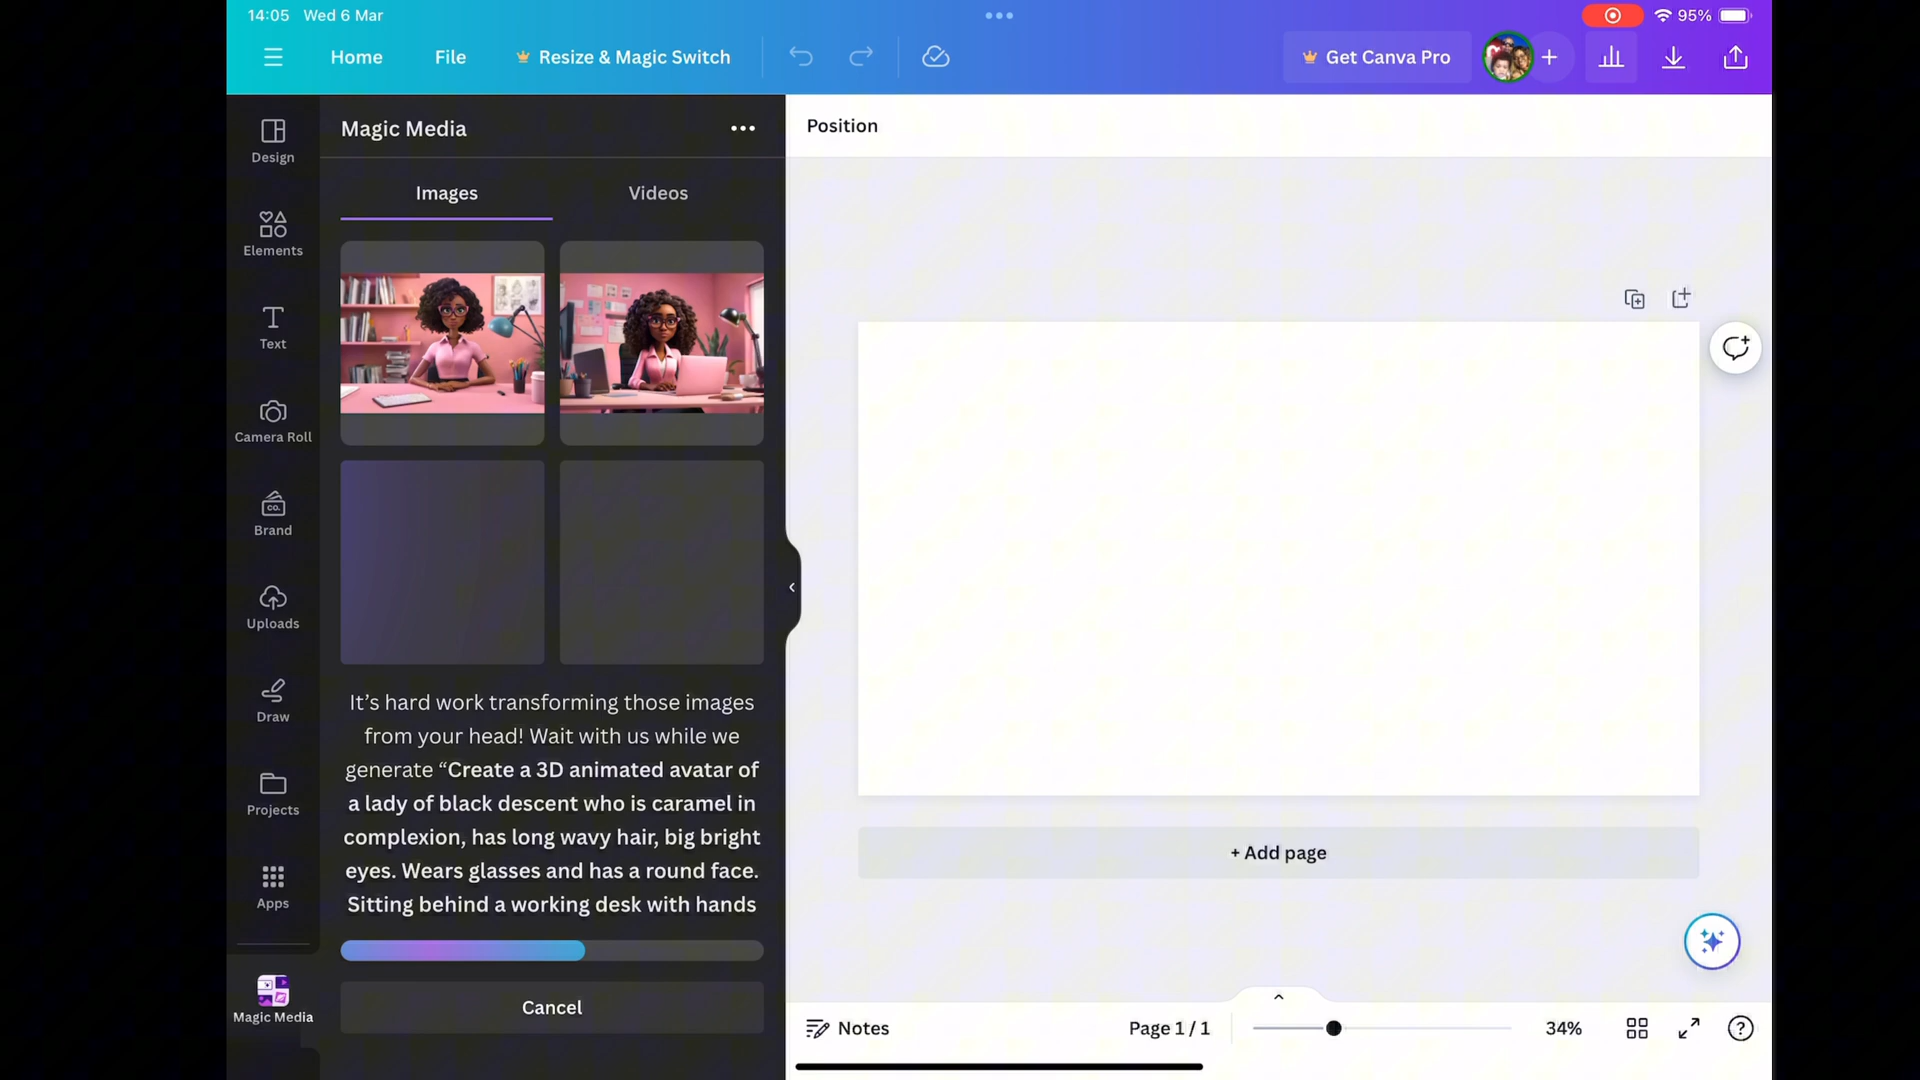 14:05 Wed 6 Mar
95%
Home
File
Resize & Magic Switch
Get Canva Pro
Design
Elements
Text
Camera Roll
CO.
Brand
Uploads
Draw
Projects
Apps
Magic Media
Magic Media
Images
Videos
It’s hard work transforming those images
from your head! Wait with us while we
generate “Create a 3D animated avatar of
a lady of black descent who is caramel in
complexion, has long wavy hair, big bright
eyes. Wears glasses and has a round face.
Sitting behind a working desk with hands
Cancel
Position
+ Add page
Notes
Page 1 / 1
34%